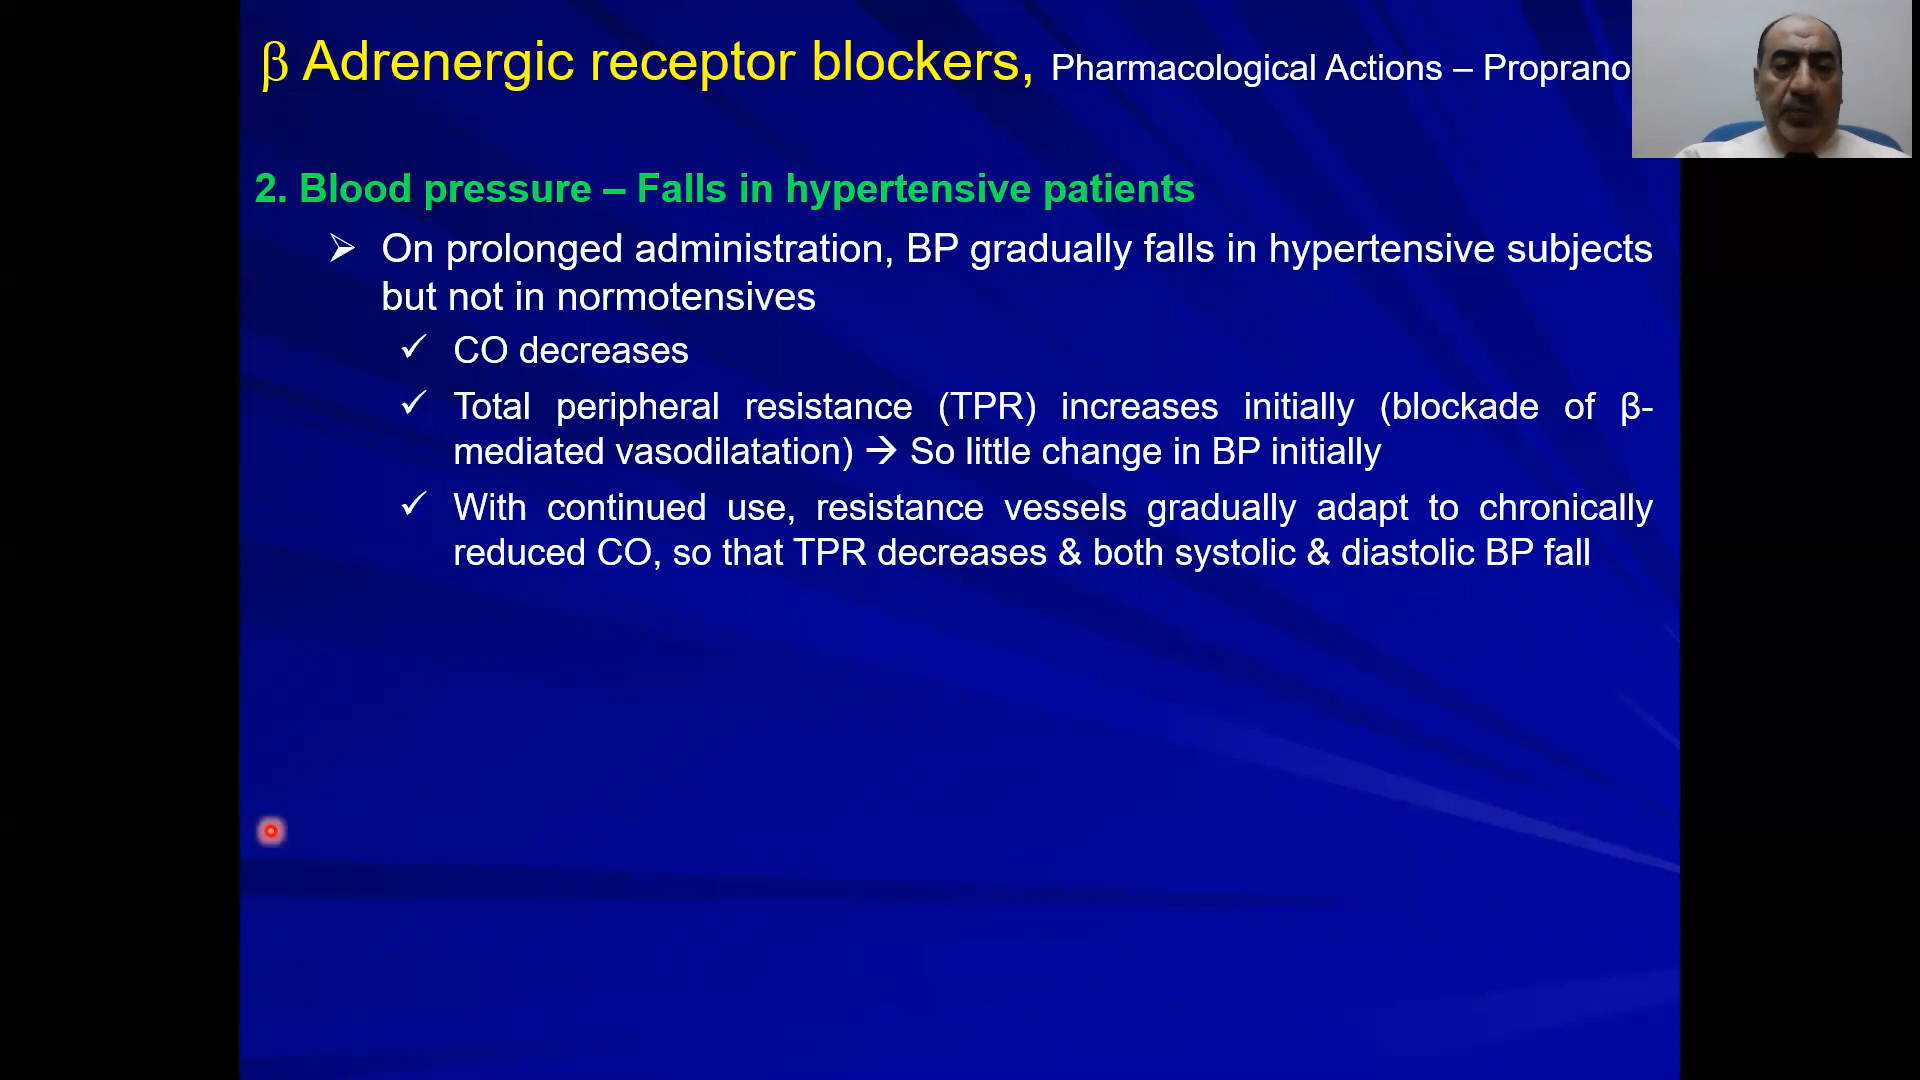 β Adrenergic receptor blockers, Pharmacological Actions – Proprano
2. Blood pressure – Falls in hypertensive patients
➢ On prolonged administration, BP gradually falls in hypertensive subjects
but not in normotensives
✓ CO decreases
✓ Total peripheral resistance (TPR) increases initially (blockade of β-
mediated vasodilatation) → So little change in BP initially
✓ With continued use, resistance vessels gradually adapt to chronically
reduced CO, so that TPR decreases & both systolic & diastolic BP fall